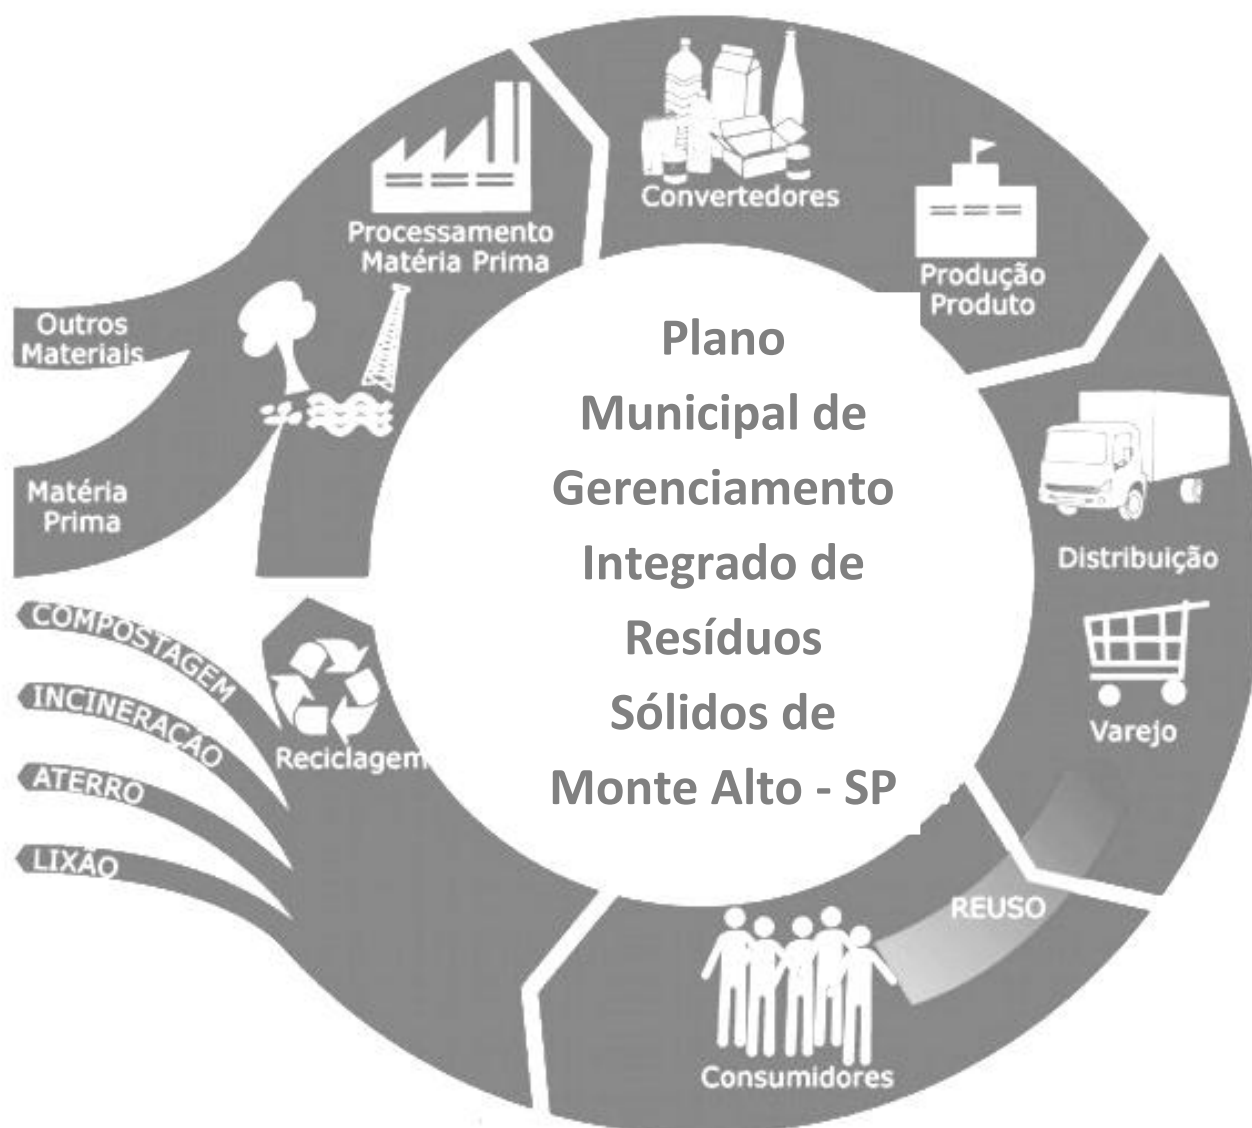 Convertedores
Processamento
Matéria Prima
Produção
Produto
Outros
Materiais
Matéria
Prima
Plano
Municipal de
Gerenciamento
Integrado de
Resíduos
Sólidos de
Monte Alto - SP
Distribuição
Varejo
COMPOSTAGEM
INCINERAÇÃO
ATERRO
LIXÃO
Reciclagem
REUSO
Consumidores